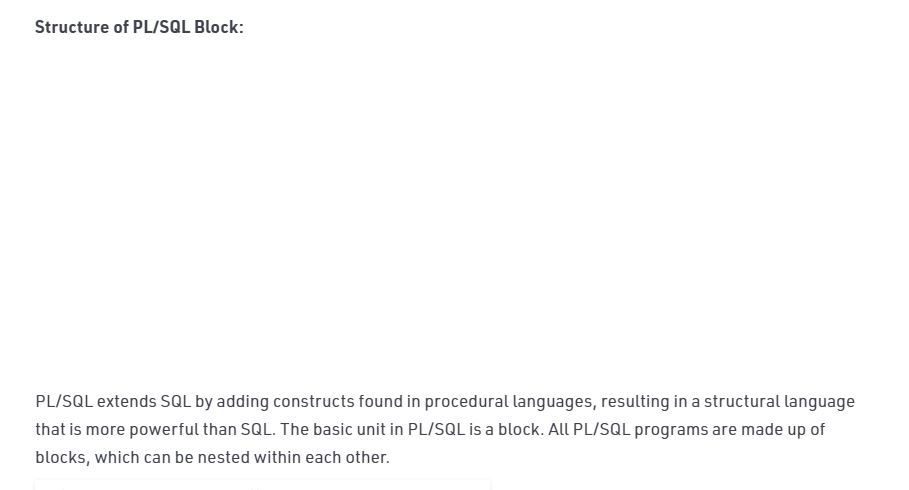 Structure of PL/SQL Block:
PL/SQL extends SQL by adding constructs found in procedural languages, resulting in a structural language
that is more powerful than SQL. The basic unit in PL/SQL is a block. All PL/SQL programs are made up of
blocks, which can be nested within each other.